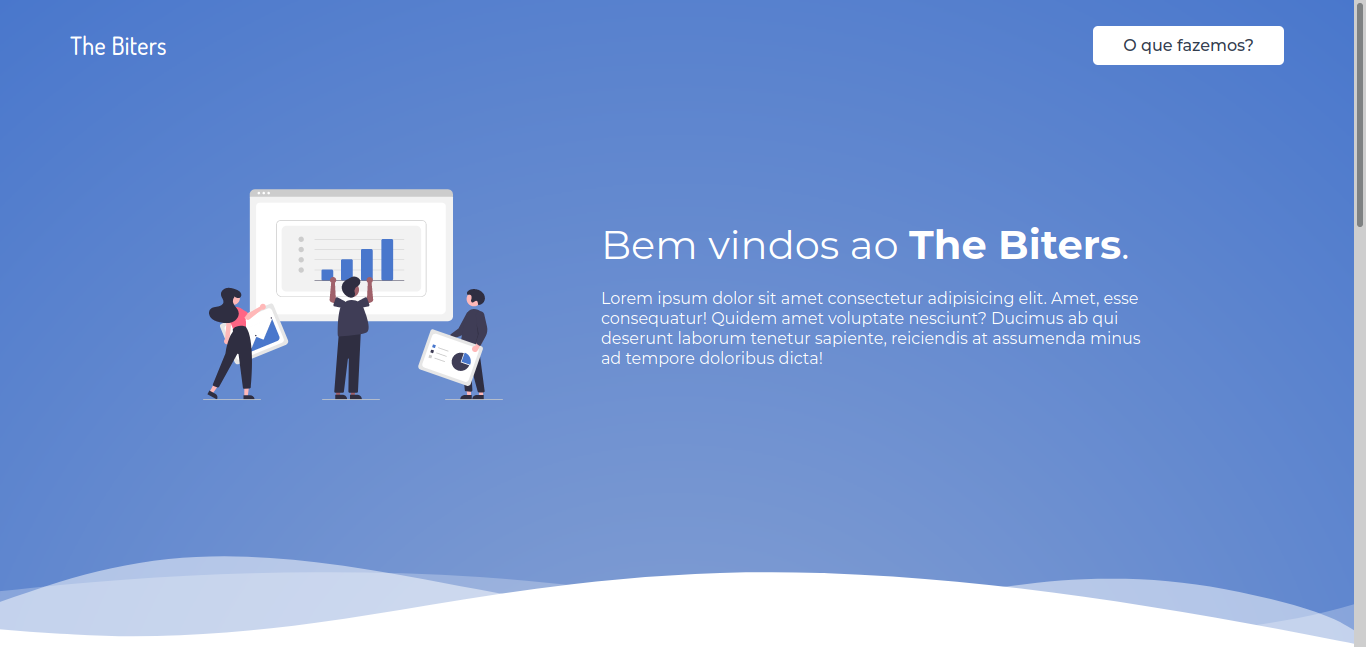 The Biters
O que fazemos?
Bem vindos ao The Biters.
Lorem ipsum dolor sit amet consectetur adipisicing elit. Amet, esse
consequatur! Quidem amet voluptate nesciunt? Ducimus ab qui
deserunt laborum tenetur sapiente, reiciendis at assumenda minus
ad tempore doloribus dicta!